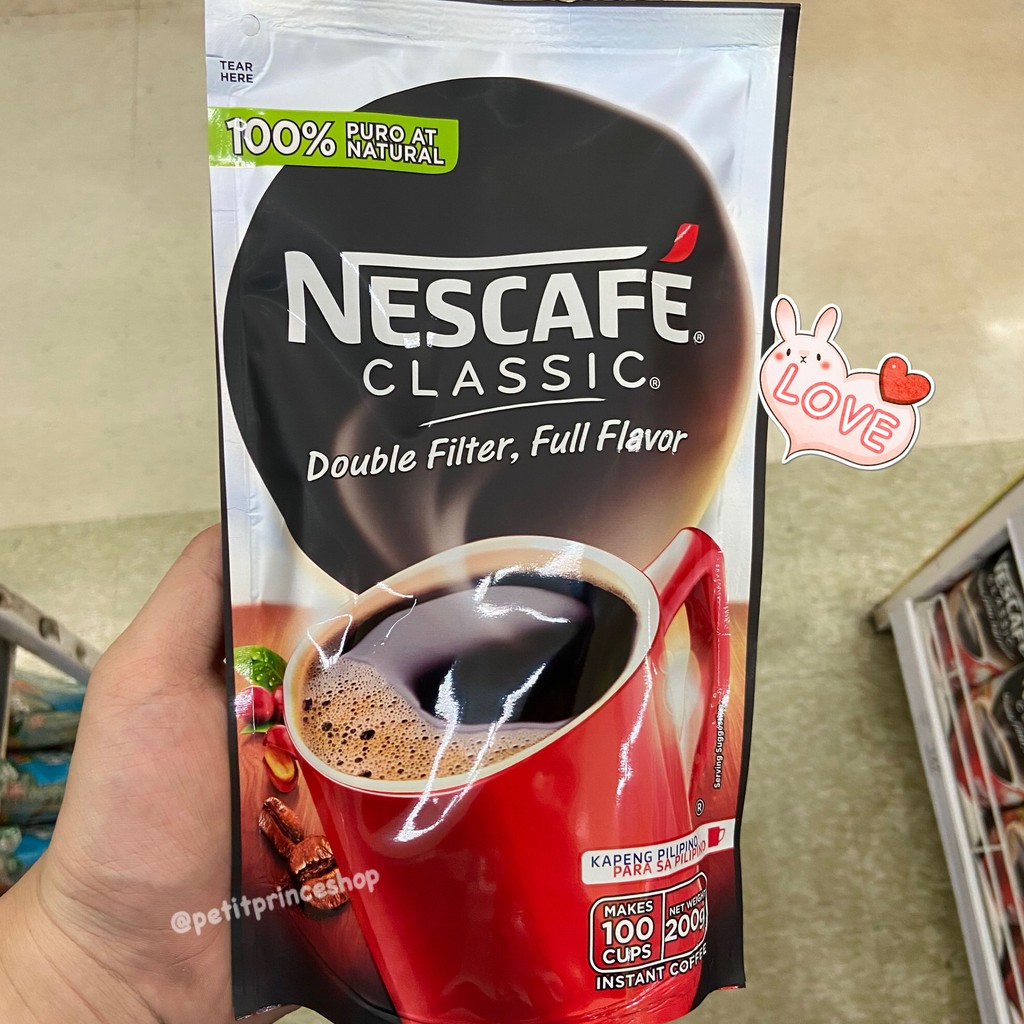 TEAR
HERE
100% PURO AT
NATURAL
NESCAFÉ®
CLASSIC®
Double Filter, Full Flavor
LOVE
Serving Suggestion
®
KAPENG PILIPINO
PARA SA PILIPINO
MAKES
100
CUPS
NET WEIGHT
200g
INSTANT COFFEE
@petitprinceshop
NESCAFÉ